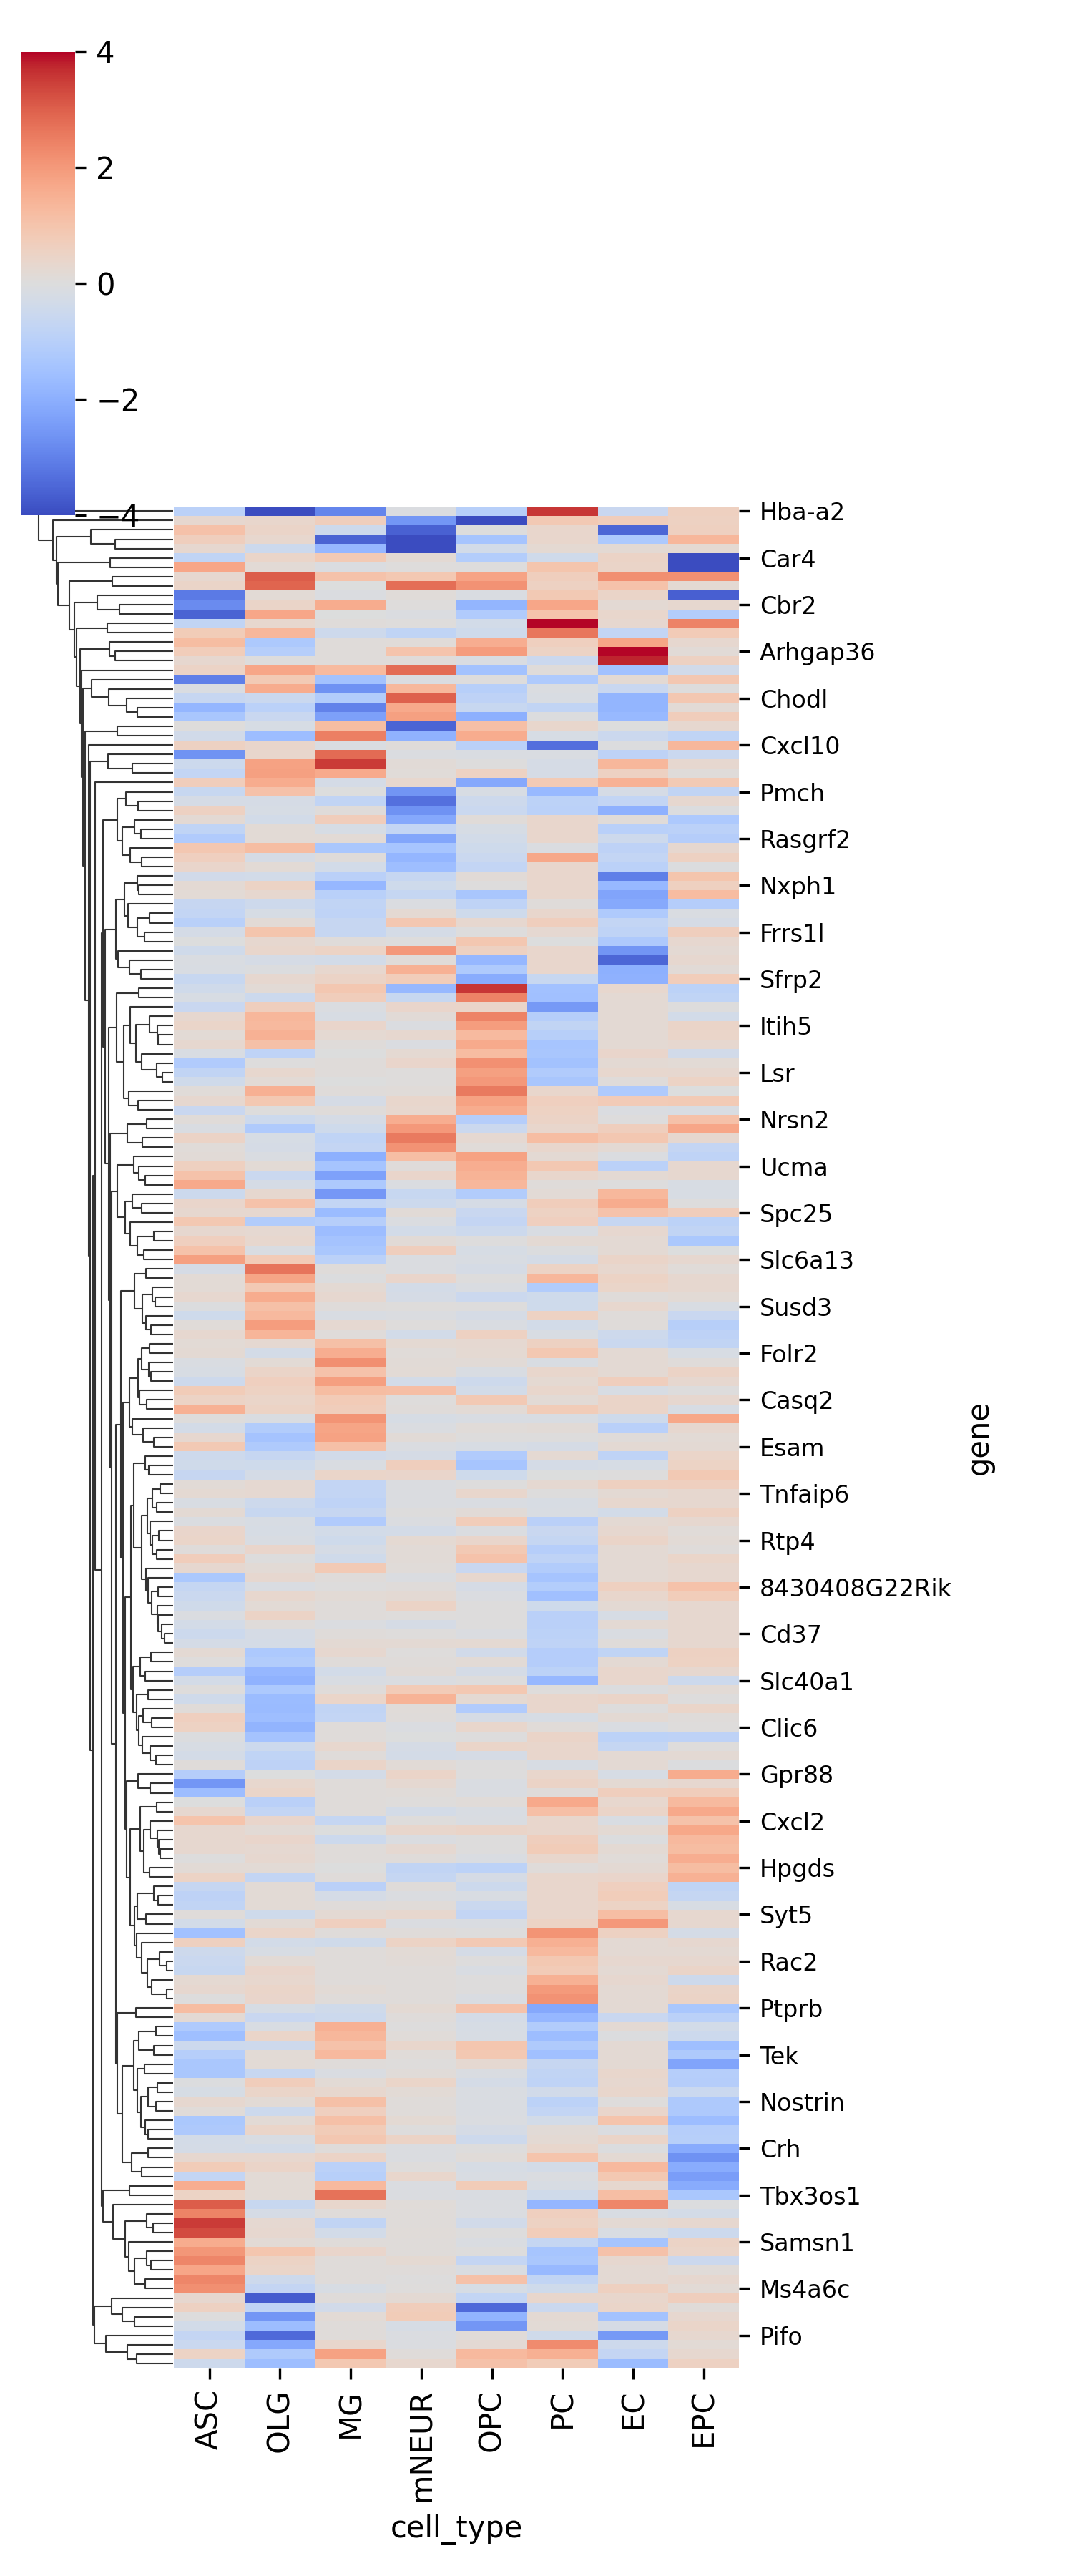 4
2
0
−2
−4
Hba-a2
Car4
Cbr2
Arhgap36
Chodl
Cxcl10
Pmch
Rasgrf2
Nxph1
Frrs1l
Sfrp2
Itih5
Lsr
Nrsn2
Ucma
Spc25
Slc6a13
Susd3
Folr2
Casq2
Esam
Tnfaip6
Rtp4
8430408G22Rik
Cd37
Slc40a1
Clic6
Gpr88
Cxcl2
Hpgds
Syt5
Rac2
Ptprb
Tek
Nostrin
Crh
Tbx3os1
Samsn1
Ms4a6c
Pifo
gene
ASC
OLG
MG
mNEUR
OPC
PC
EC
EPC
cell_type